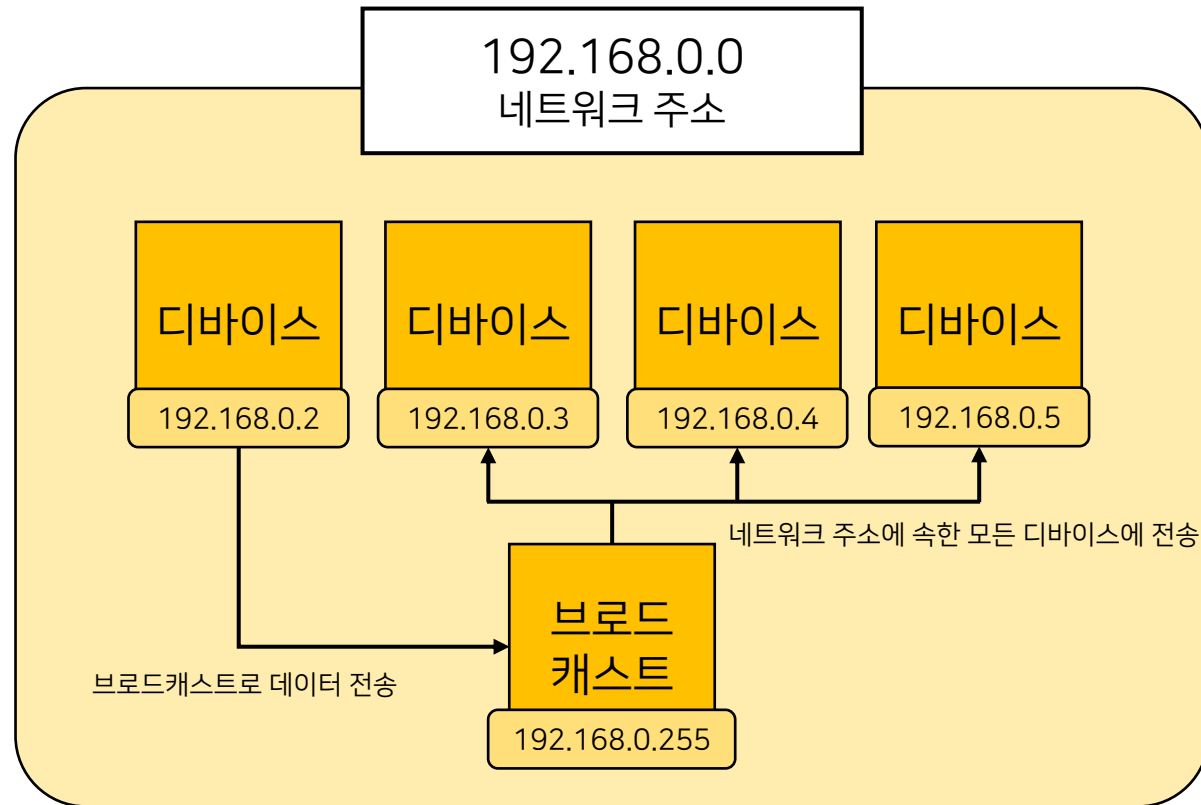 192.168.0.0
네트워크 주소
디바이스
디바이스
디바이스
디바이스
192.168.0.2
192.168.0.3
192.168.0.4
192.168.0.5
네트워크 주소에 속한 모든 디바이스에 전송
브로드
캐스트
브로드캐스트로 데이터 전송
192.168.0.255